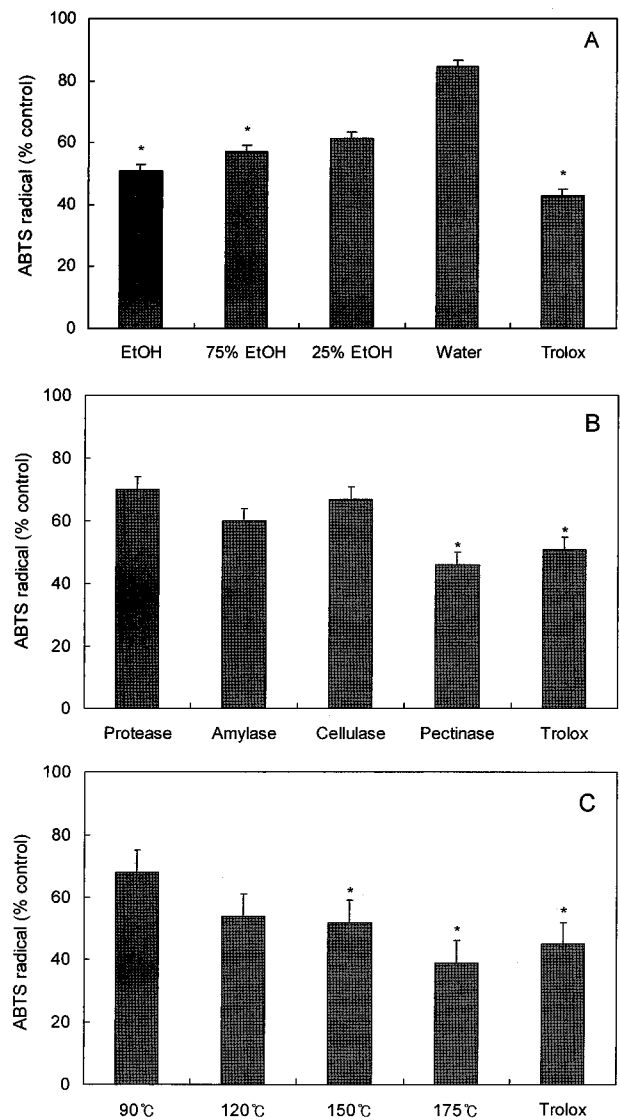 A
100
80
60
40
20
0
ABTS radical (% control)
* * *
EtOH 75% EtOH 25% EtOH Water Trolox
B
100
80
60
40
20
0
ABTS radical (% control)
* *
Protease Amylase Cellulase Pectinase Trolox
C
100
80
60
40
20
0
ABTS radical (% control)
* * *
90℃ 120℃ 150℃ 175℃ Trolox